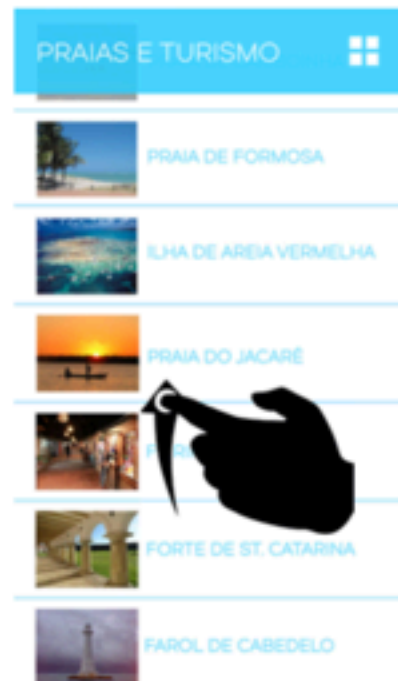 PRAIAS E TURISMO
PRAIA DE FORMOSA
ILHA DE AREIA VERMELHA
PRAIA DO JACARÉ
FORTE DE ST. CATARINA
FAROL DE CABEDELO